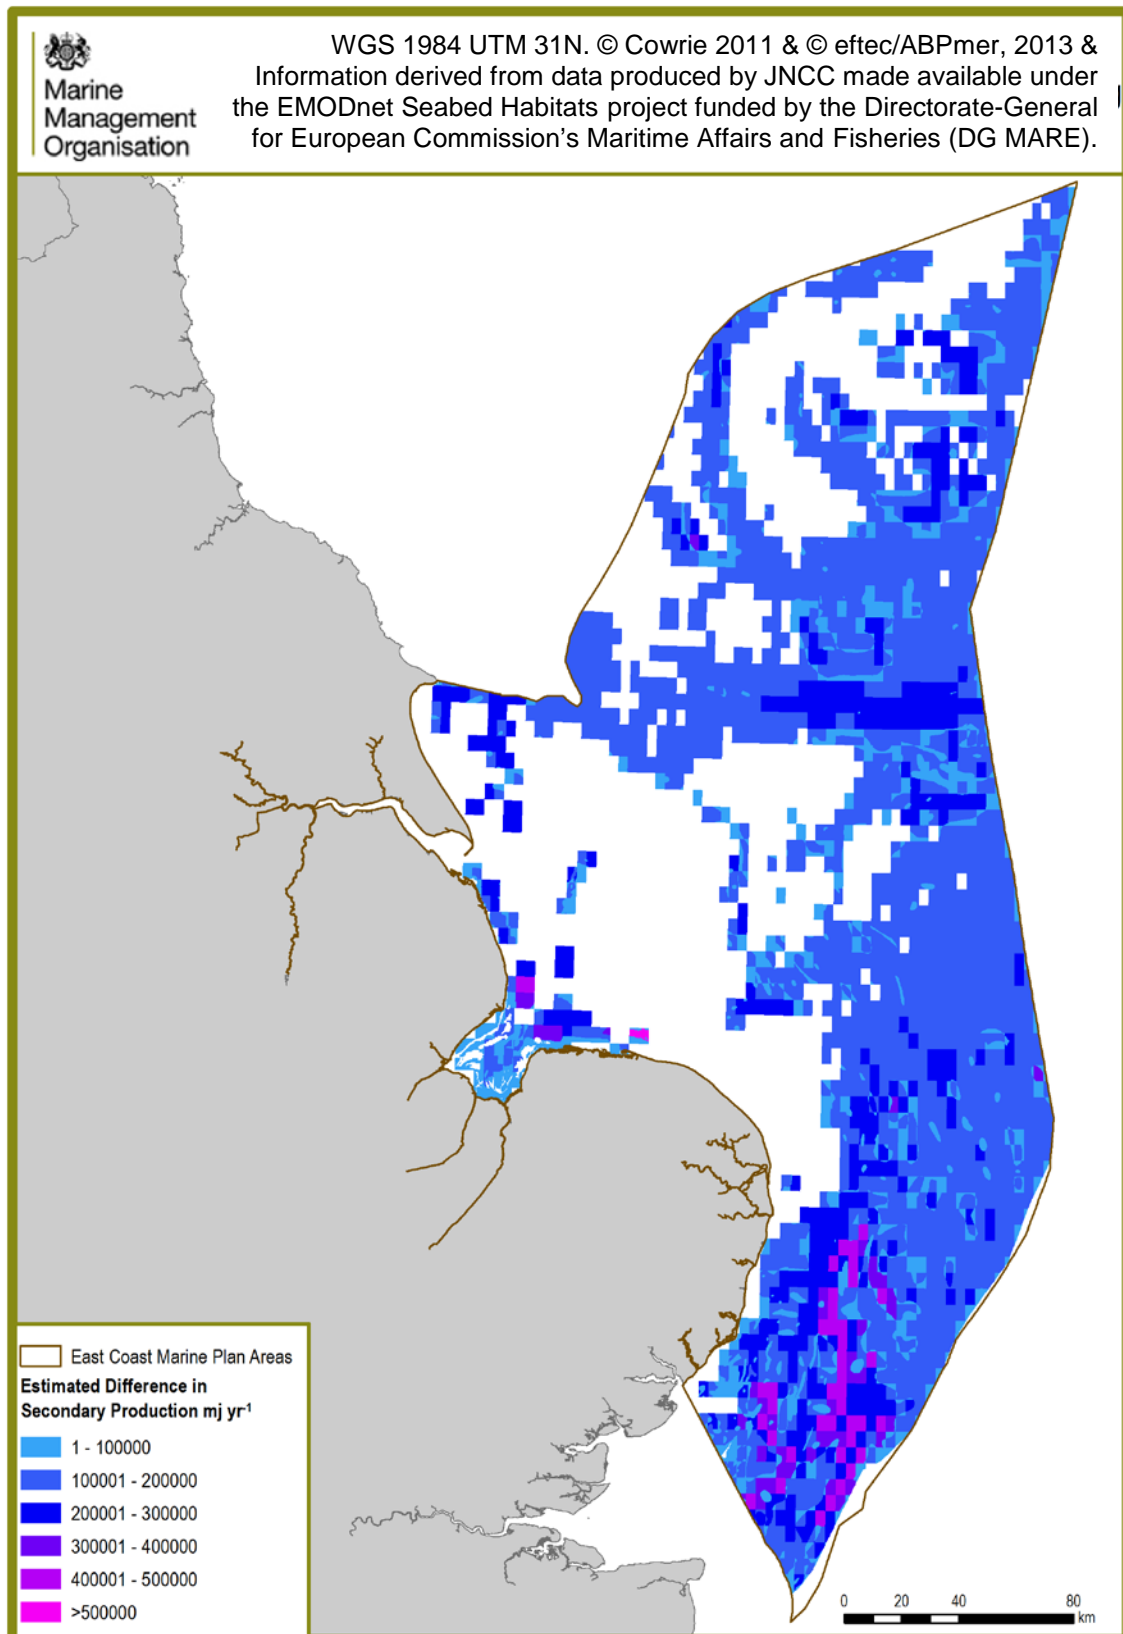 Marine
Management
Organisation
WGS 1984 UTM 31N. © Cowrie 2011 & © eftec/ABPmer, 2013 &
Information derived from data produced by JNCC made available under
the EMODnet Seabed Habitats project funded by the Directorate-General
for European Commission's Maritime Affairs and Fisheries (DG MARE).
East Coast Marine Plan Areas
Estimated Difference in
Secondary Production mj yr-1
1 - 100000
100001 - 200000
200001 - 300000
300001 - 400000
400001 - 500000
>500000
0 20 40 80
km